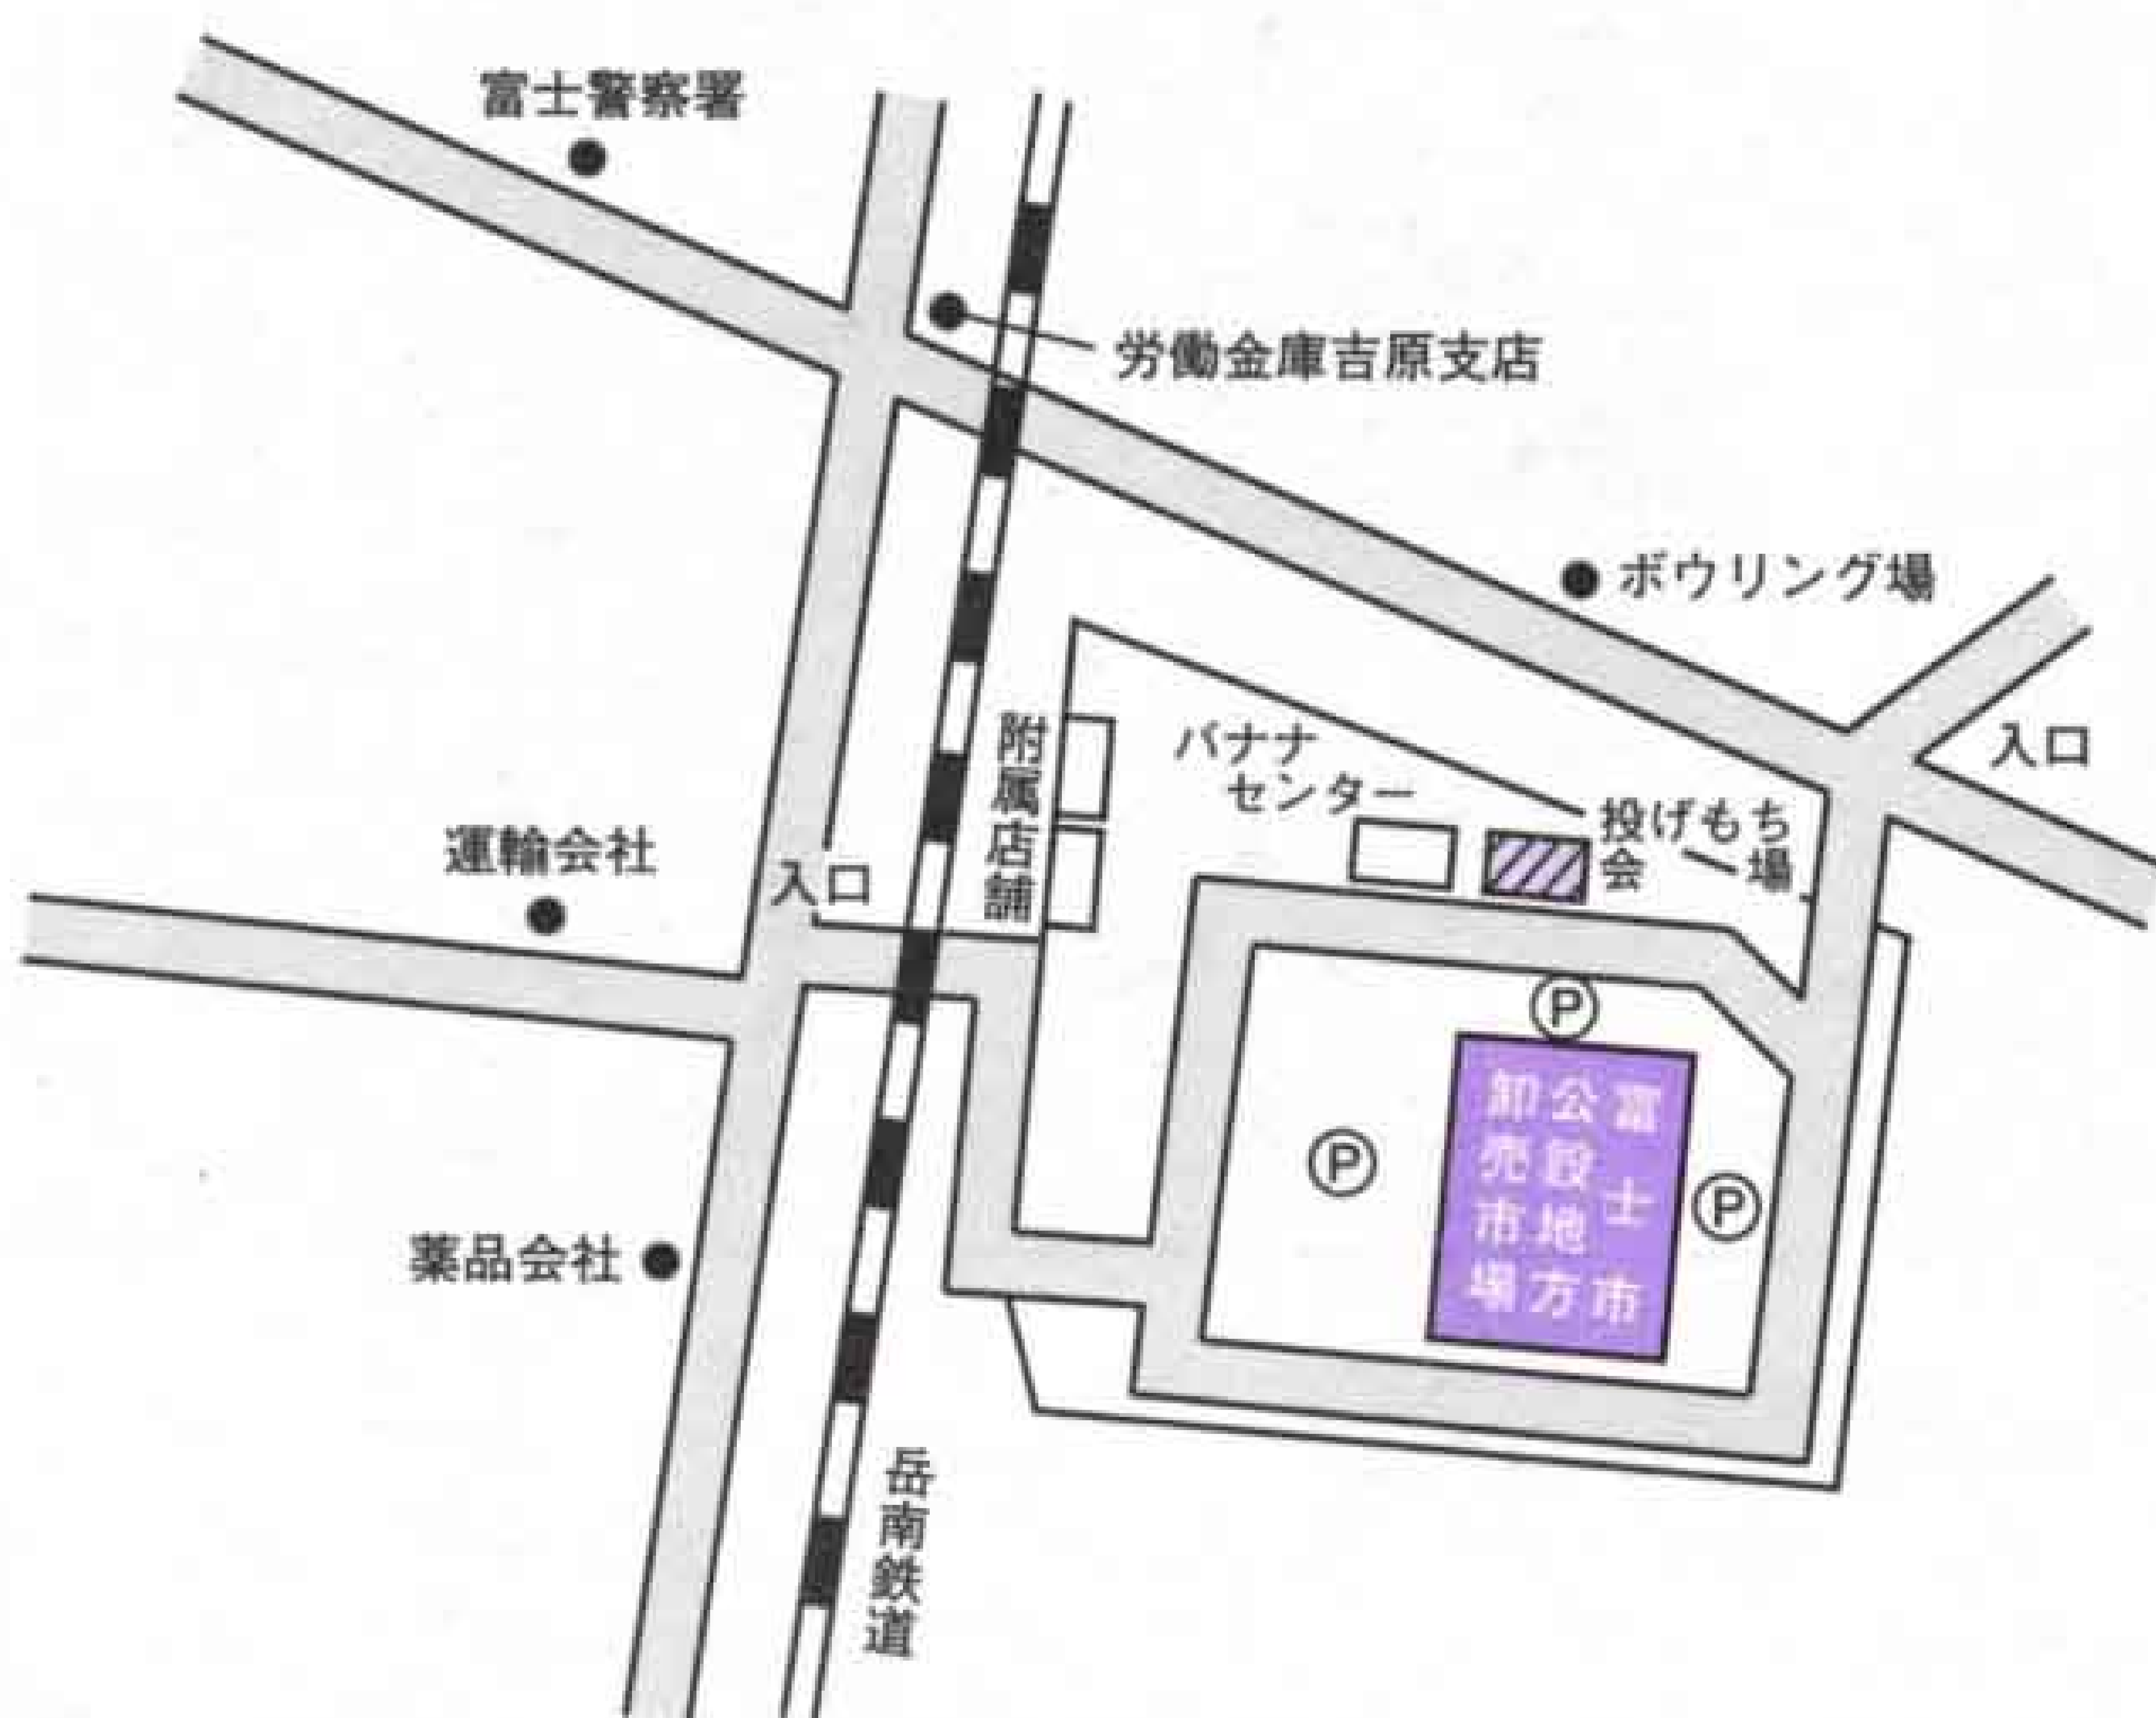 富士警察署
労働金庫吉原支店
ボウリング場
入口
附属店舗
バナナ
センター
投げもち
会 場
運輸会社
入口
P
富士市
公設地方
卸売市場
P
P
薬品会社
岳南鉄道